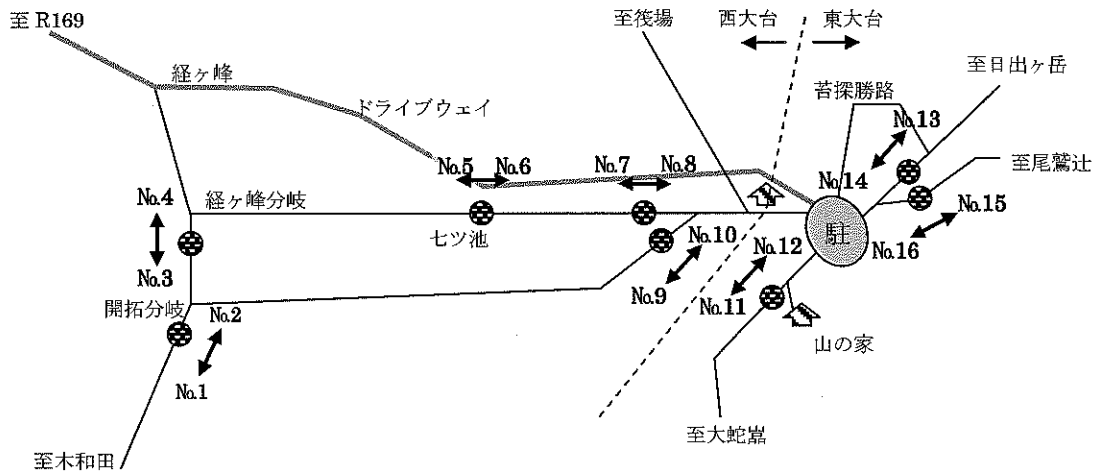 至 R169
至筏場
西大台
東大台
至日出ヶ岳
苔探勝路
経ヶ峰
ドライブウェイ
No.13
No.5
No.6
No.7
No.8
No.14
至尾鷲辻
No.4
経ヶ峰分岐
No.15
七ツ池
No.10
No.12
駐
No.16
No.3
No.9
No.11
開拓分岐
No.2
山の家
No.1
至大蛇嵓
至木和田